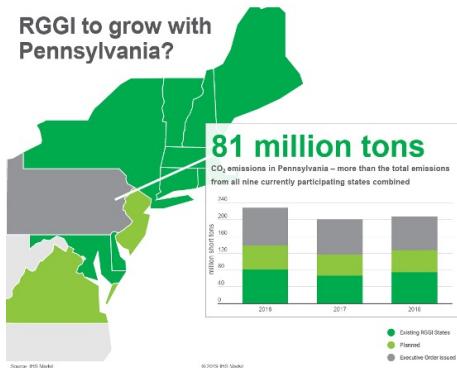 RGGI to grow with
Pennsylvania?
81 million tons
CO₂ emissions in Pennsylvania – more than the total emissions
from all nine currently participating states combined
million short tons
240
200
160
120
80
40
0
2016
2017
2018
Existing RGGI States
Planned
Executive Order Issued
Source: IHS Markit
© 2019 IHS Markit